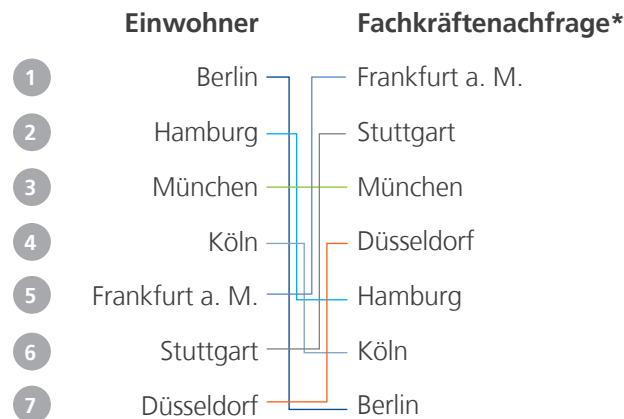 Einwohner Fachkräftenachfrage*
1 Berlin Frankfurt a. M.
2 Hamburg Stuttgart
3 München München
4 Köln Düsseldorf
5 Frankfurt a. M. Hamburg
6 Stuttgart Köln
7 Düsseldorf Berlin